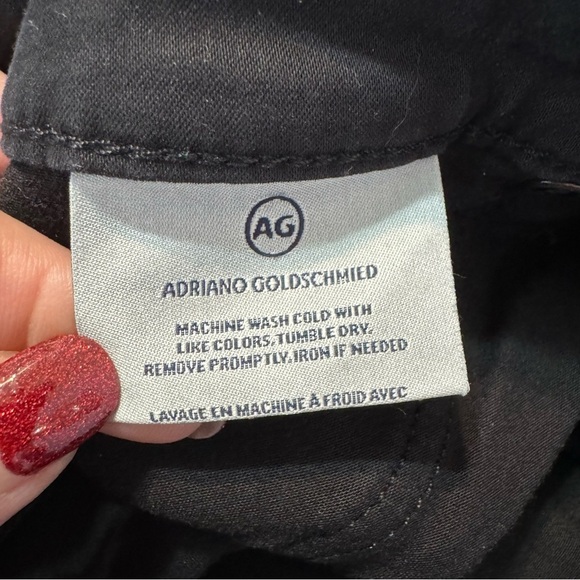 AG
ADRIANO GOLDSCHMIED
MACHINE WASH COLD WITH
LIKE COLORS. TUMBLE DRY.
REMOVE PROMPTLY. IRON IF NEEDED
LAVAGE EN MACHINE À FROID AVEC